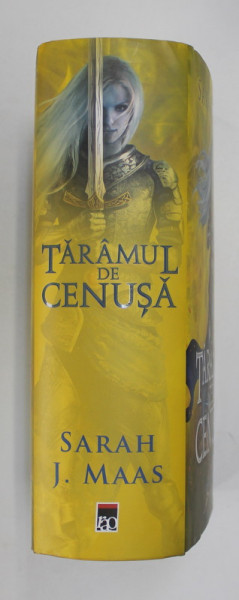 TĂRÂMUL
DE
CENUȘĂ
SARAH
J. MAAS
rao